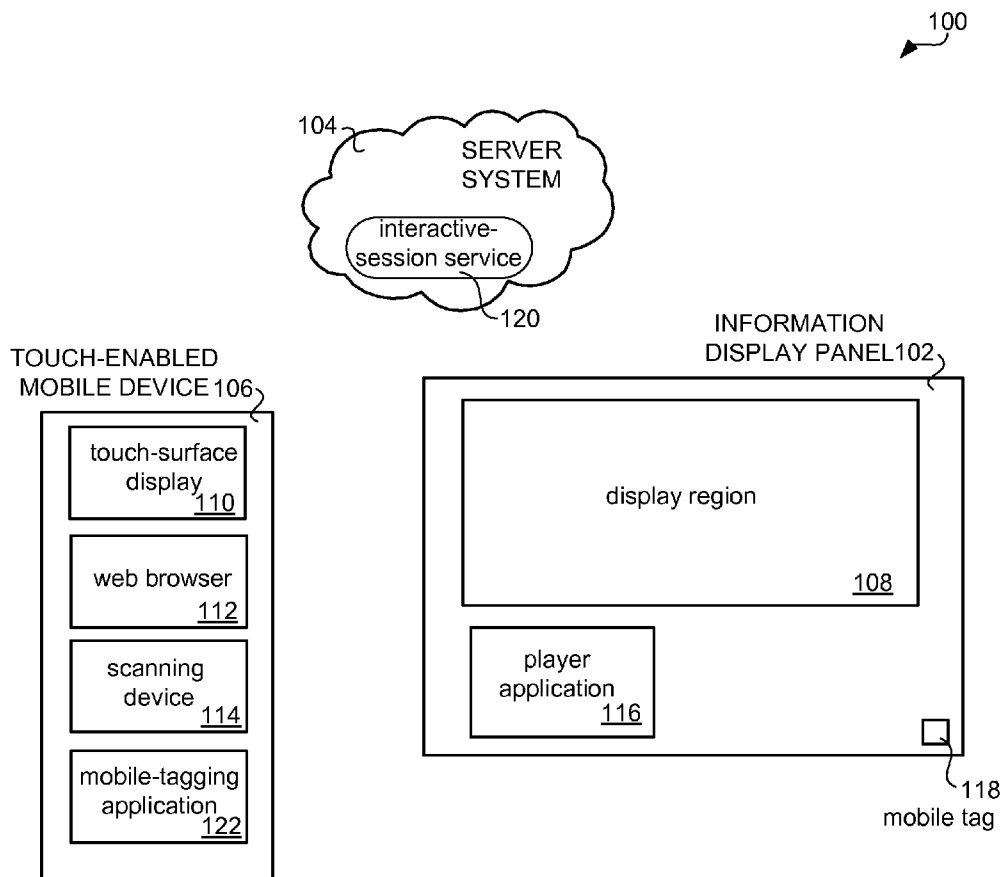 100
104
SERVER
SYSTEM
interactive-
session service
120
TOUCH-ENABLED
MOBILE DEVICE 106
touch-surface
display
110
web browser
112
scanning
device
114
mobile-tagging
application
122
INFORMATION
DISPLAY PANEL 102
display region
108
player
application
116
118
mobile tag